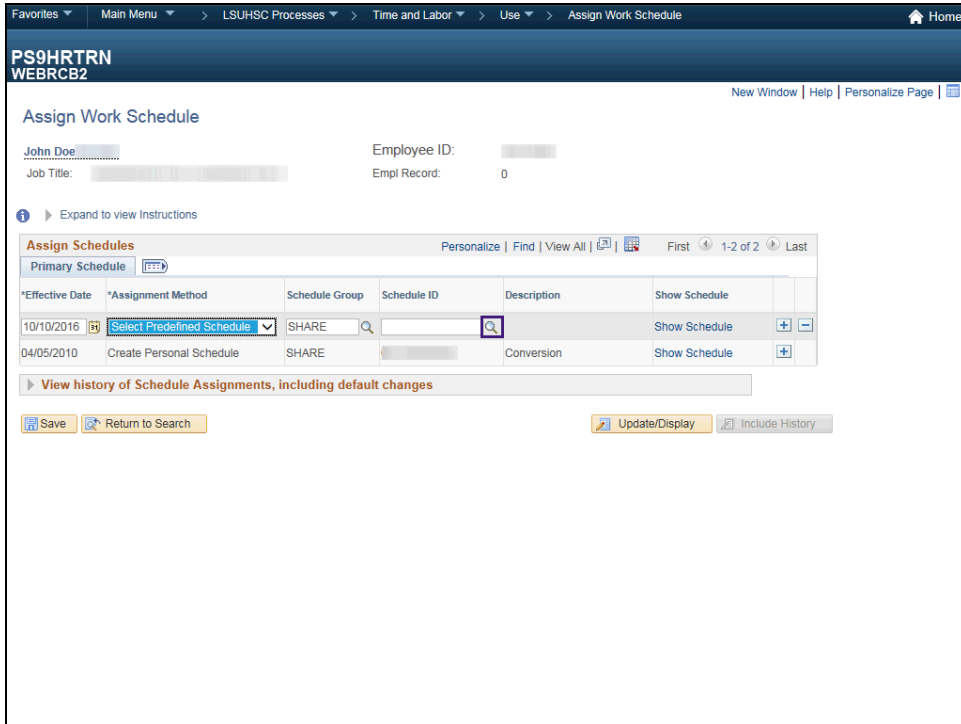 Favorites Main Menu > LSUHSC Processes > Time and Labor > Use > Assign Work Schedule Home
PS9HRTRN
WEBRCB2
New Window | Help | Personalize Page |
Assign Work Schedule
John Doe Employee ID:
Job Title: Empl Record: 0
Expand to view Instructions
Assign Schedules Personalize | Find | View All | | First 1-2 of 2 Last
Primary Schedule
*Effective Date *Assignment Method Schedule Group Schedule ID Description Show Schedule
10/10/2016 31 Select Predefined Schedule SHARE Show Schedule + -
04/05/2010 Create Personal Schedule SHARE Conversion Show Schedule +
View history of Schedule Assignments, including default changes
Save Return to Search Update/Display Include History